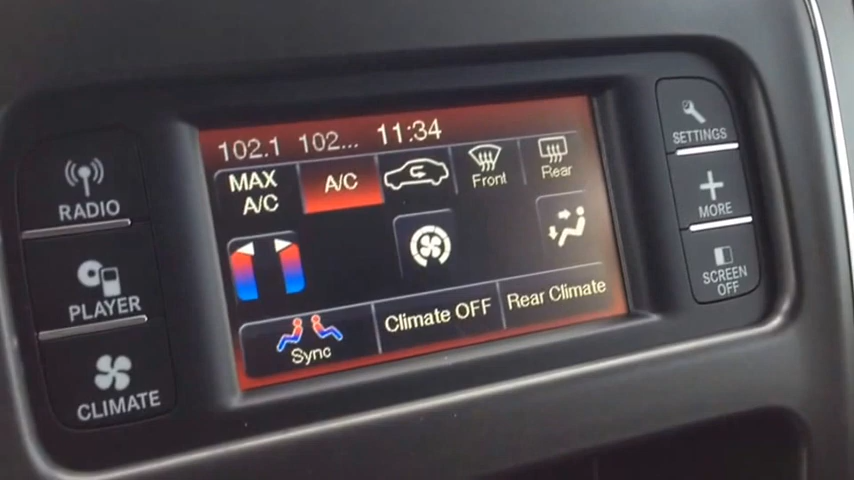 102.1 102... 11:34
MAX A/C
A/C
Front
Rear
Sync
Climate OFF
Rear Climate
RADIO
PLAYER
CLIMATE
SETTINGS
MORE
SCREEN
OFF